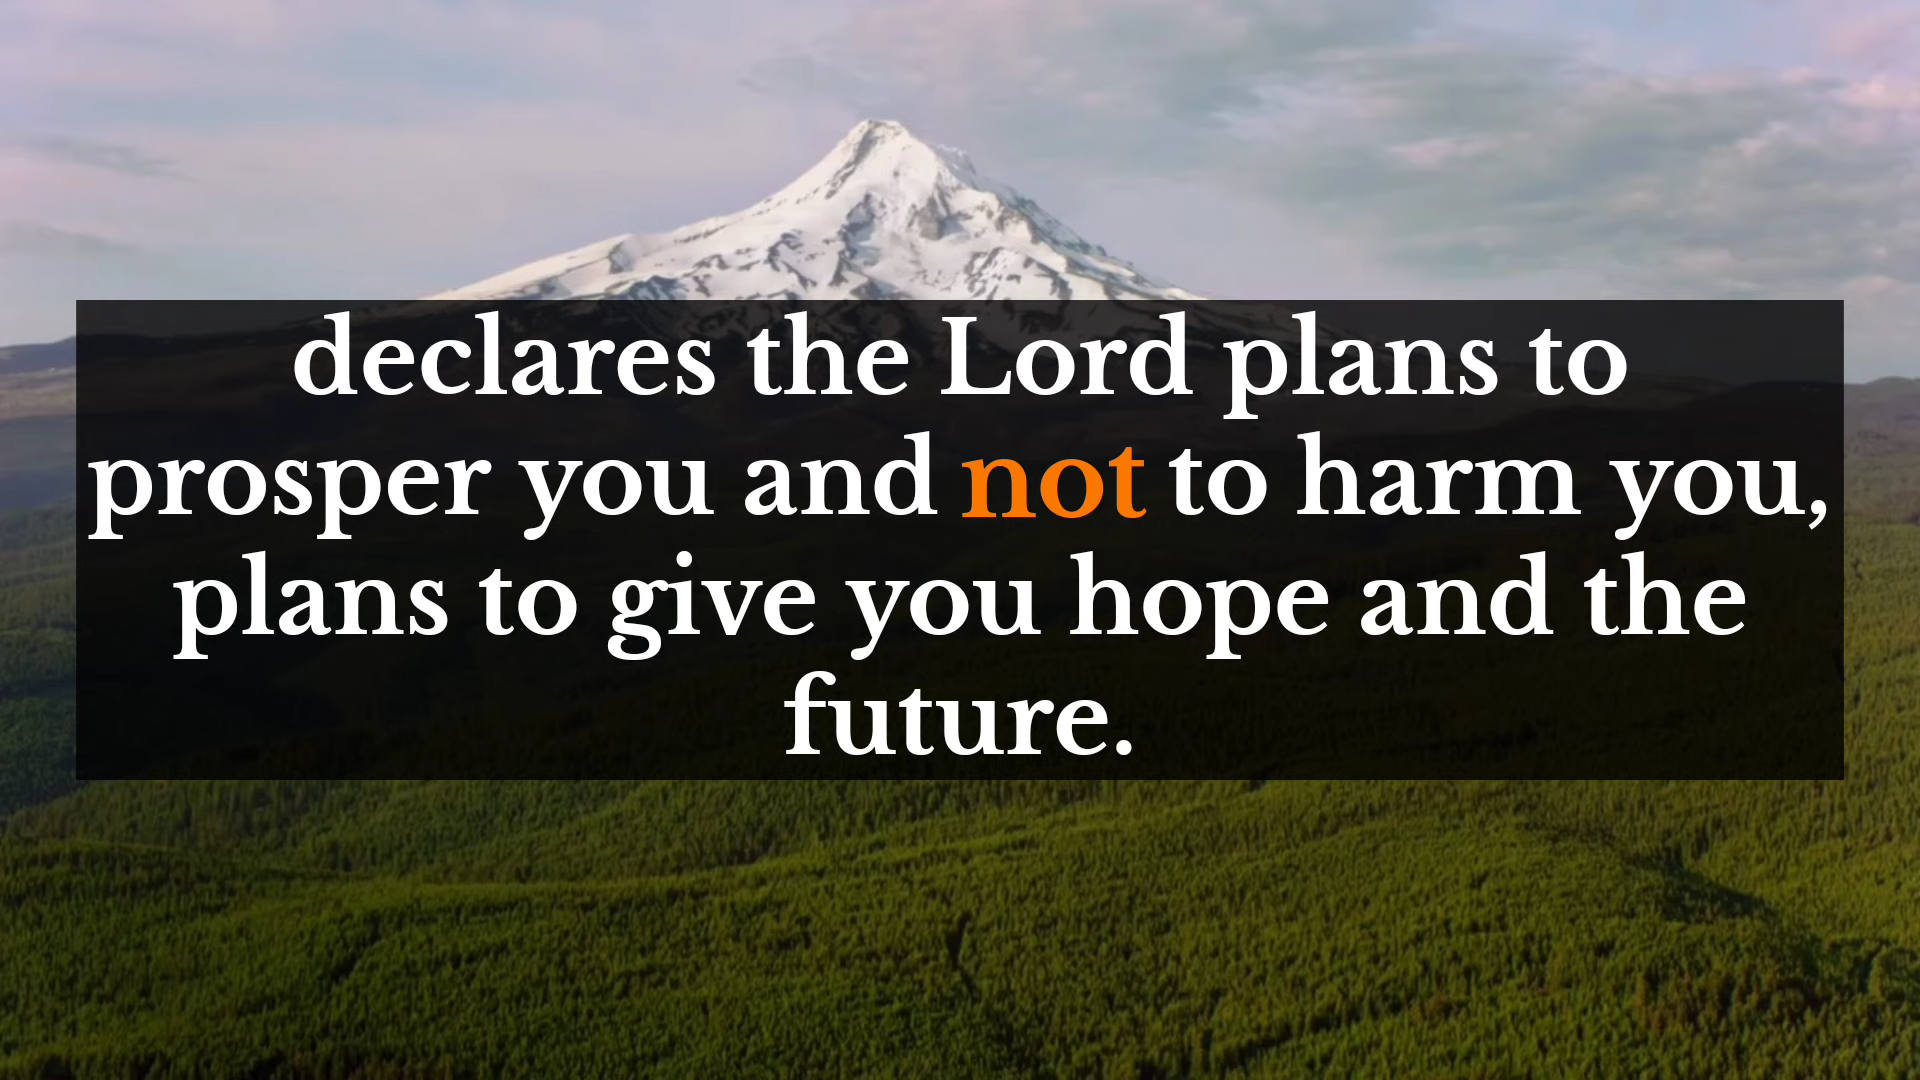 declares the Lord plans to
prosper you and not to harm you,
plans to give you hope and the
future.